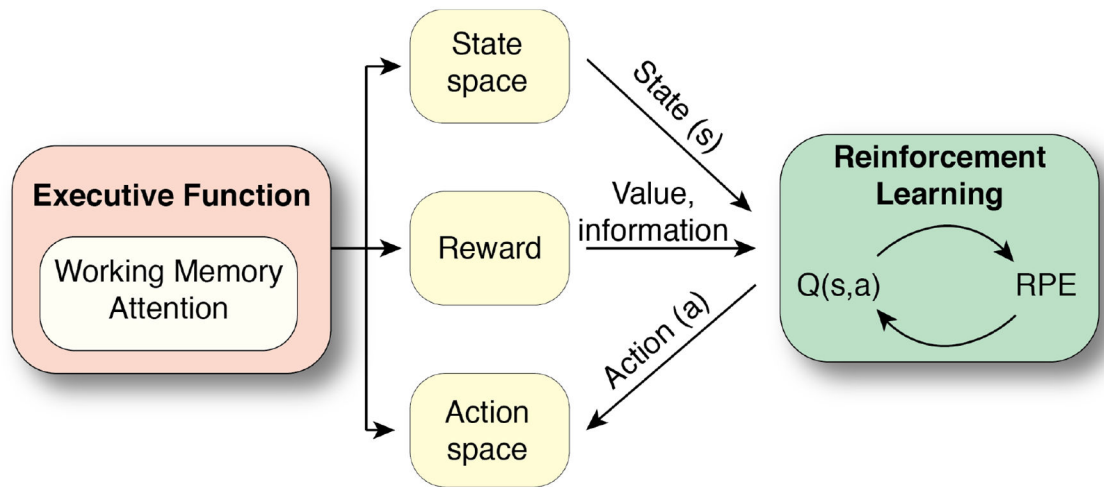 Executive Function
Working Memory
Attention
State
space
Reward
Action
space
State (s)
Value,
information
Action (a)
Reinforcement
Learning
Q(s,a)
RPE